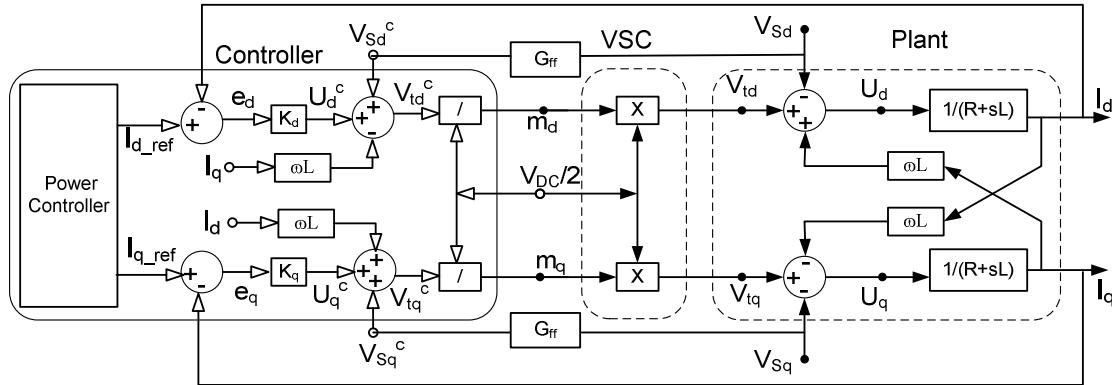 V_Sd^c
V_Sd
Controller
G_ff
VSC
Plant
e_d
K_d
U_d^c
+
+
-
V_td^c
/
m_d
X
V_td
-
+
+
U_d
1/(R+sL)
I_d
-
+
I_d_ref
I_q
ωL
ωL
Power
Controller
V_DC/2
I_d
ωL
ωL
I_q_ref
+
-
e_q
K_q
U_q^c
+
+
+
V_tq^c
/
m_q
X
V_tq
-
+
-
U_q
1/(R+sL)
I_q
V_Sq^c
G_ff
V_Sq